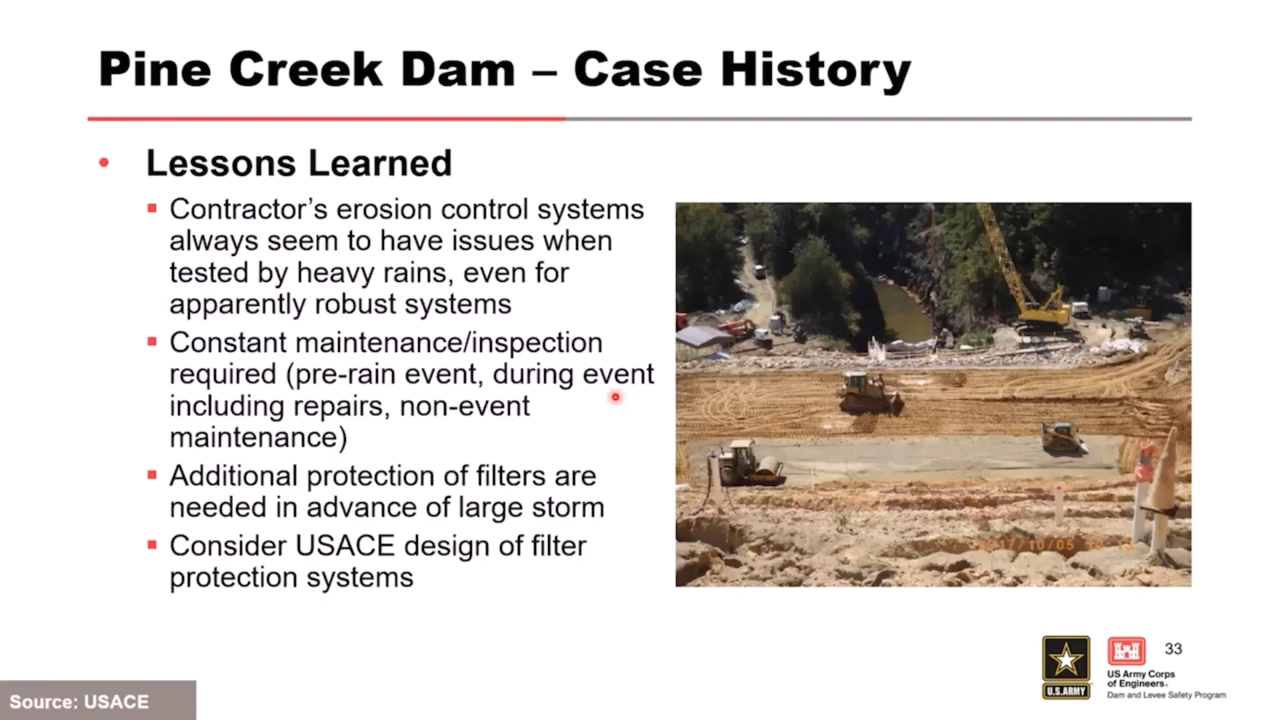 Pine Creek Dam – Case History
• Lessons Learned
▪ Contractor's erosion control systems
always seem to have issues when
tested by heavy rains, even for
apparently robust systems
▪ Constant maintenance/inspection
required (pre-rain event, during event
including repairs, non-event
maintenance)
▪ Additional protection of filters are
needed in advance of large storm
▪ Consider USACE design of filter
protection systems
U.S.ARMY
US Army Corps
of Engineers®
Dam and Levee Safety Program
33
Source: USACE